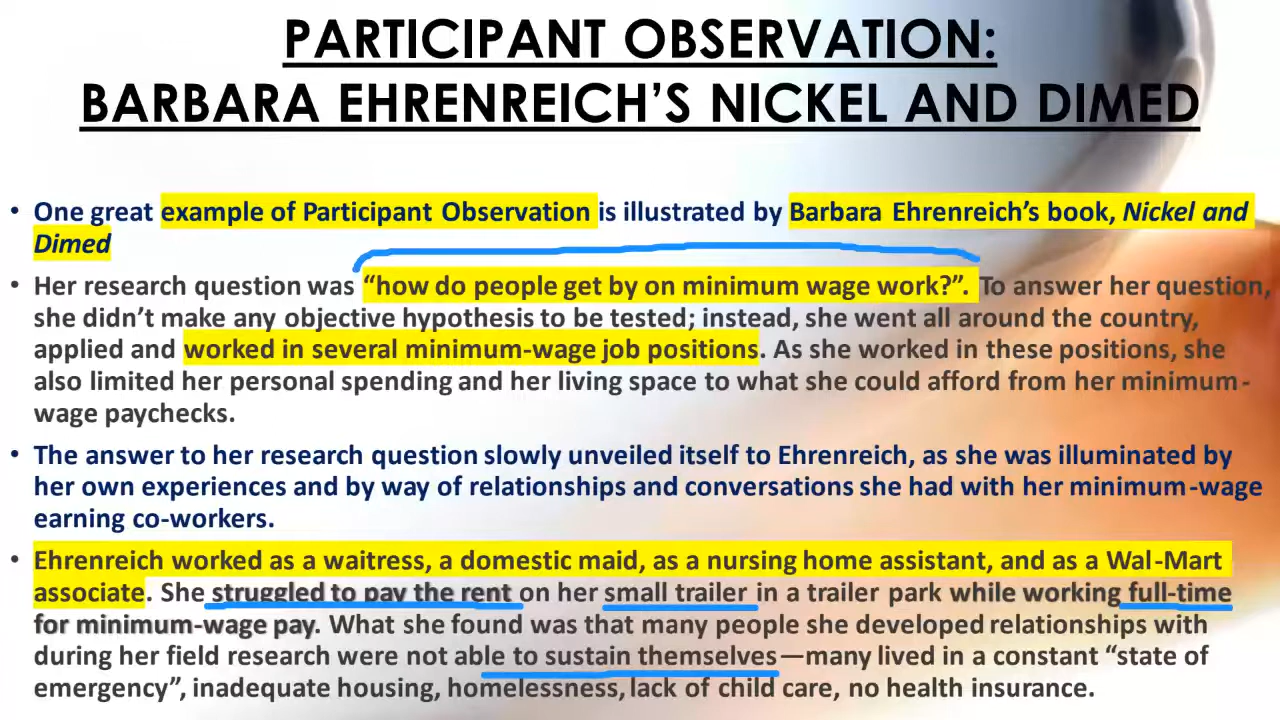 PARTICIPANT OBSERVATION:
BARBARA EHRENREICH’S NICKEL AND DIMED
• One great example of Participant Observation is illustrated by Barbara Ehrenreich’s book, Nickel and
Dimed
• Her research question was “how do people get by on minimum wage work?”. To answer her question,
she didn’t make any objective hypothesis to be tested; instead, she went all around the country,
applied and worked in several minimum-wage job positions. As she worked in these positions, she
also limited her personal spending and her living space to what she could afford from her minimum-
wage paychecks.
• The answer to her research question slowly unveiled itself to Ehrenreich, as she was illuminated by
her own experiences and by way of relationships and conversations she had with her minimum-wage
earning co-workers.
• Ehrenreich worked as a waitress, a domestic maid, as a nursing home assistant, and as a Wal-Mart
associate. She struggled to pay the rent on her small trailer in a trailer park while working full-time
for minimum-wage pay. What she found was that many people she developed relationships with
during her field research were not able to sustain themselves—many lived in a constant “state of
emergency”, inadequate housing, homelessness, lack of child care, no health insurance.